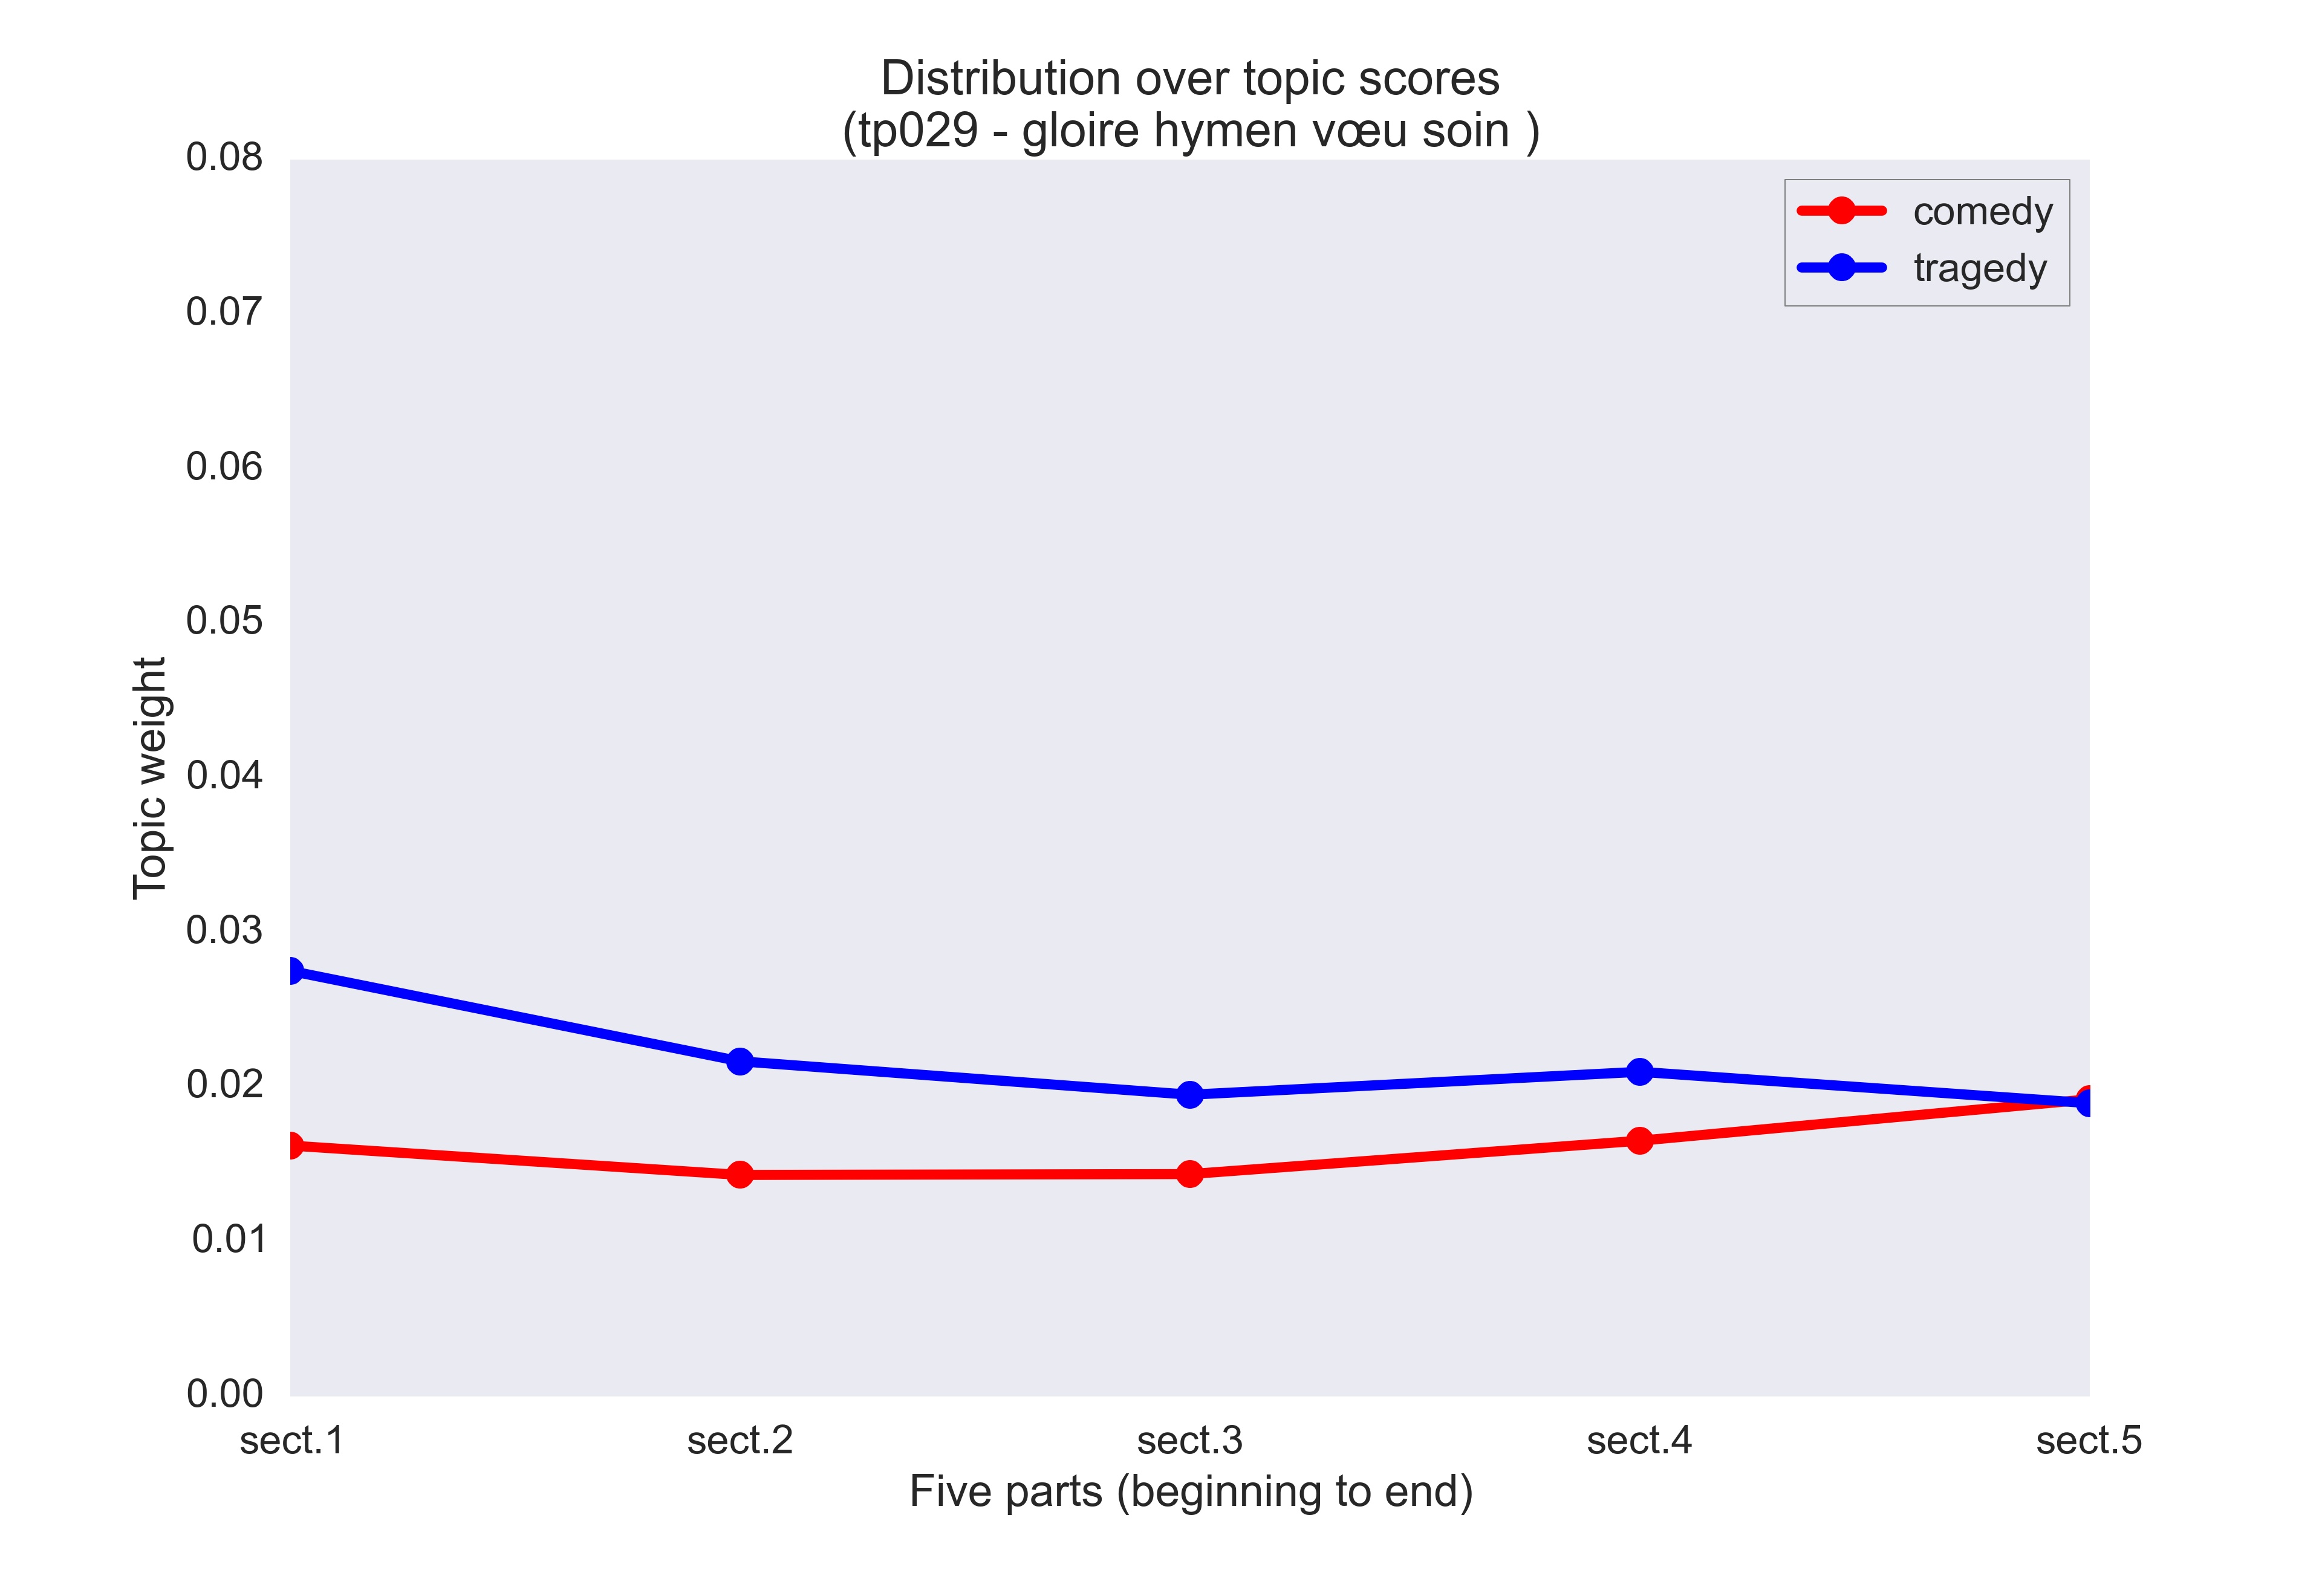 Distribution over topic scores
(tp029 - gloire hymen vœu soin )
comedy
tragedy
0.08
0.07
0.06
0.05
0.04
0.03
0.02
0.01
0.00
Topic weight
sect.1
sect.2
sect.3
sect.4
sect.5
Five parts (beginning to end)